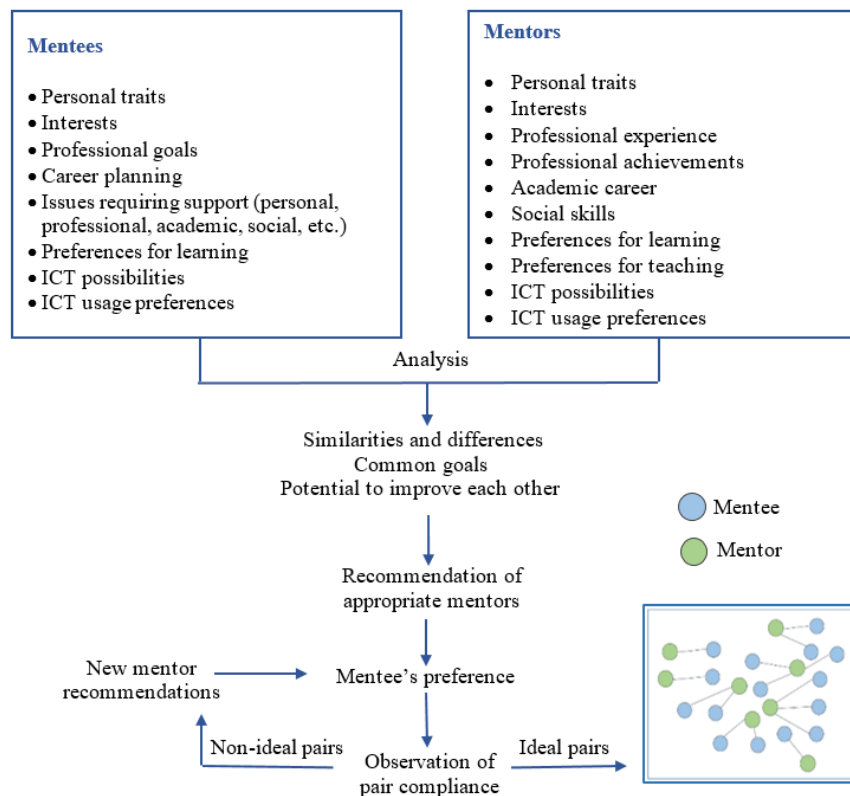 Mentees
• Personal traits
• Interests
• Professional goals
• Career planning
• Issues requiring support (personal,
professional, academic, social, etc.)
• Preferences for learning
• ICT possibilities
• ICT usage preferences
Mentors
• Personal traits
• Interests
• Professional experience
• Professional achievements
• Academic career
• Social skills
• Preferences for learning
• Preferences for teaching
• ICT possibilities
• ICT usage preferences
Analysis
Similarities and differences
Common goals
Potential to improve each other
Mentee
Mentor
Recommendation of
appropriate mentors
New mentor
recommendations
Mentee's preference
Non-ideal pairs
Observation of
pair compliance
Ideal pairs